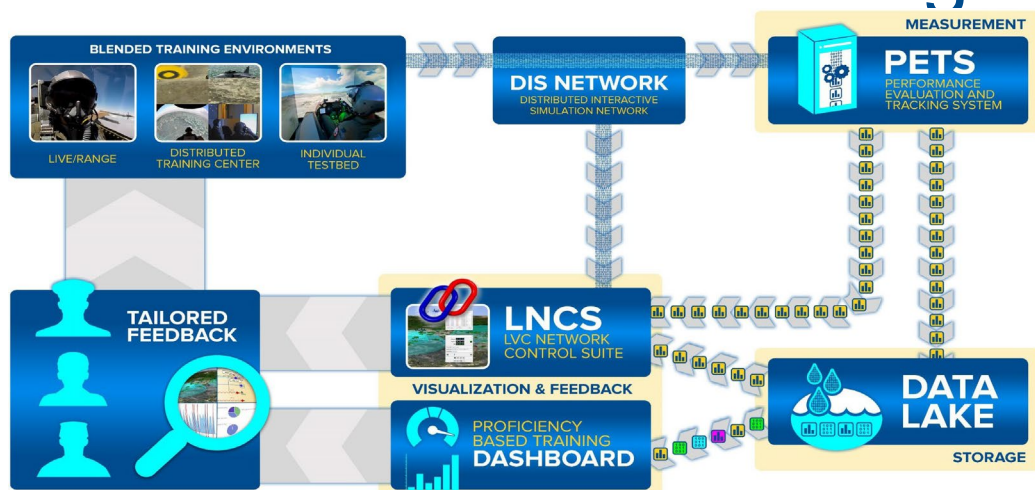 BLENDED TRAINING ENVIRONMENTS
LIVE/RANGE
DISTRIBUTED
TRAINING CENTER
INDIVIDUAL
TESTBED
DIS NETWORK
DISTRIBUTED INTERACTIVE
SIMULATION NETWORK
MEASUREMENT
PETS
PERFORMANCE
EVALUATION AND
TRACKING SYSTEM
TAILORED
FEEDBACK
LNCS
LVC NETWORK
CONTROL SUITE
VISUALIZATION & FEEDBACK
PROFICIENCY
BASED TRAINING
DASHBOARD
DATA
LAKE
STORAGE